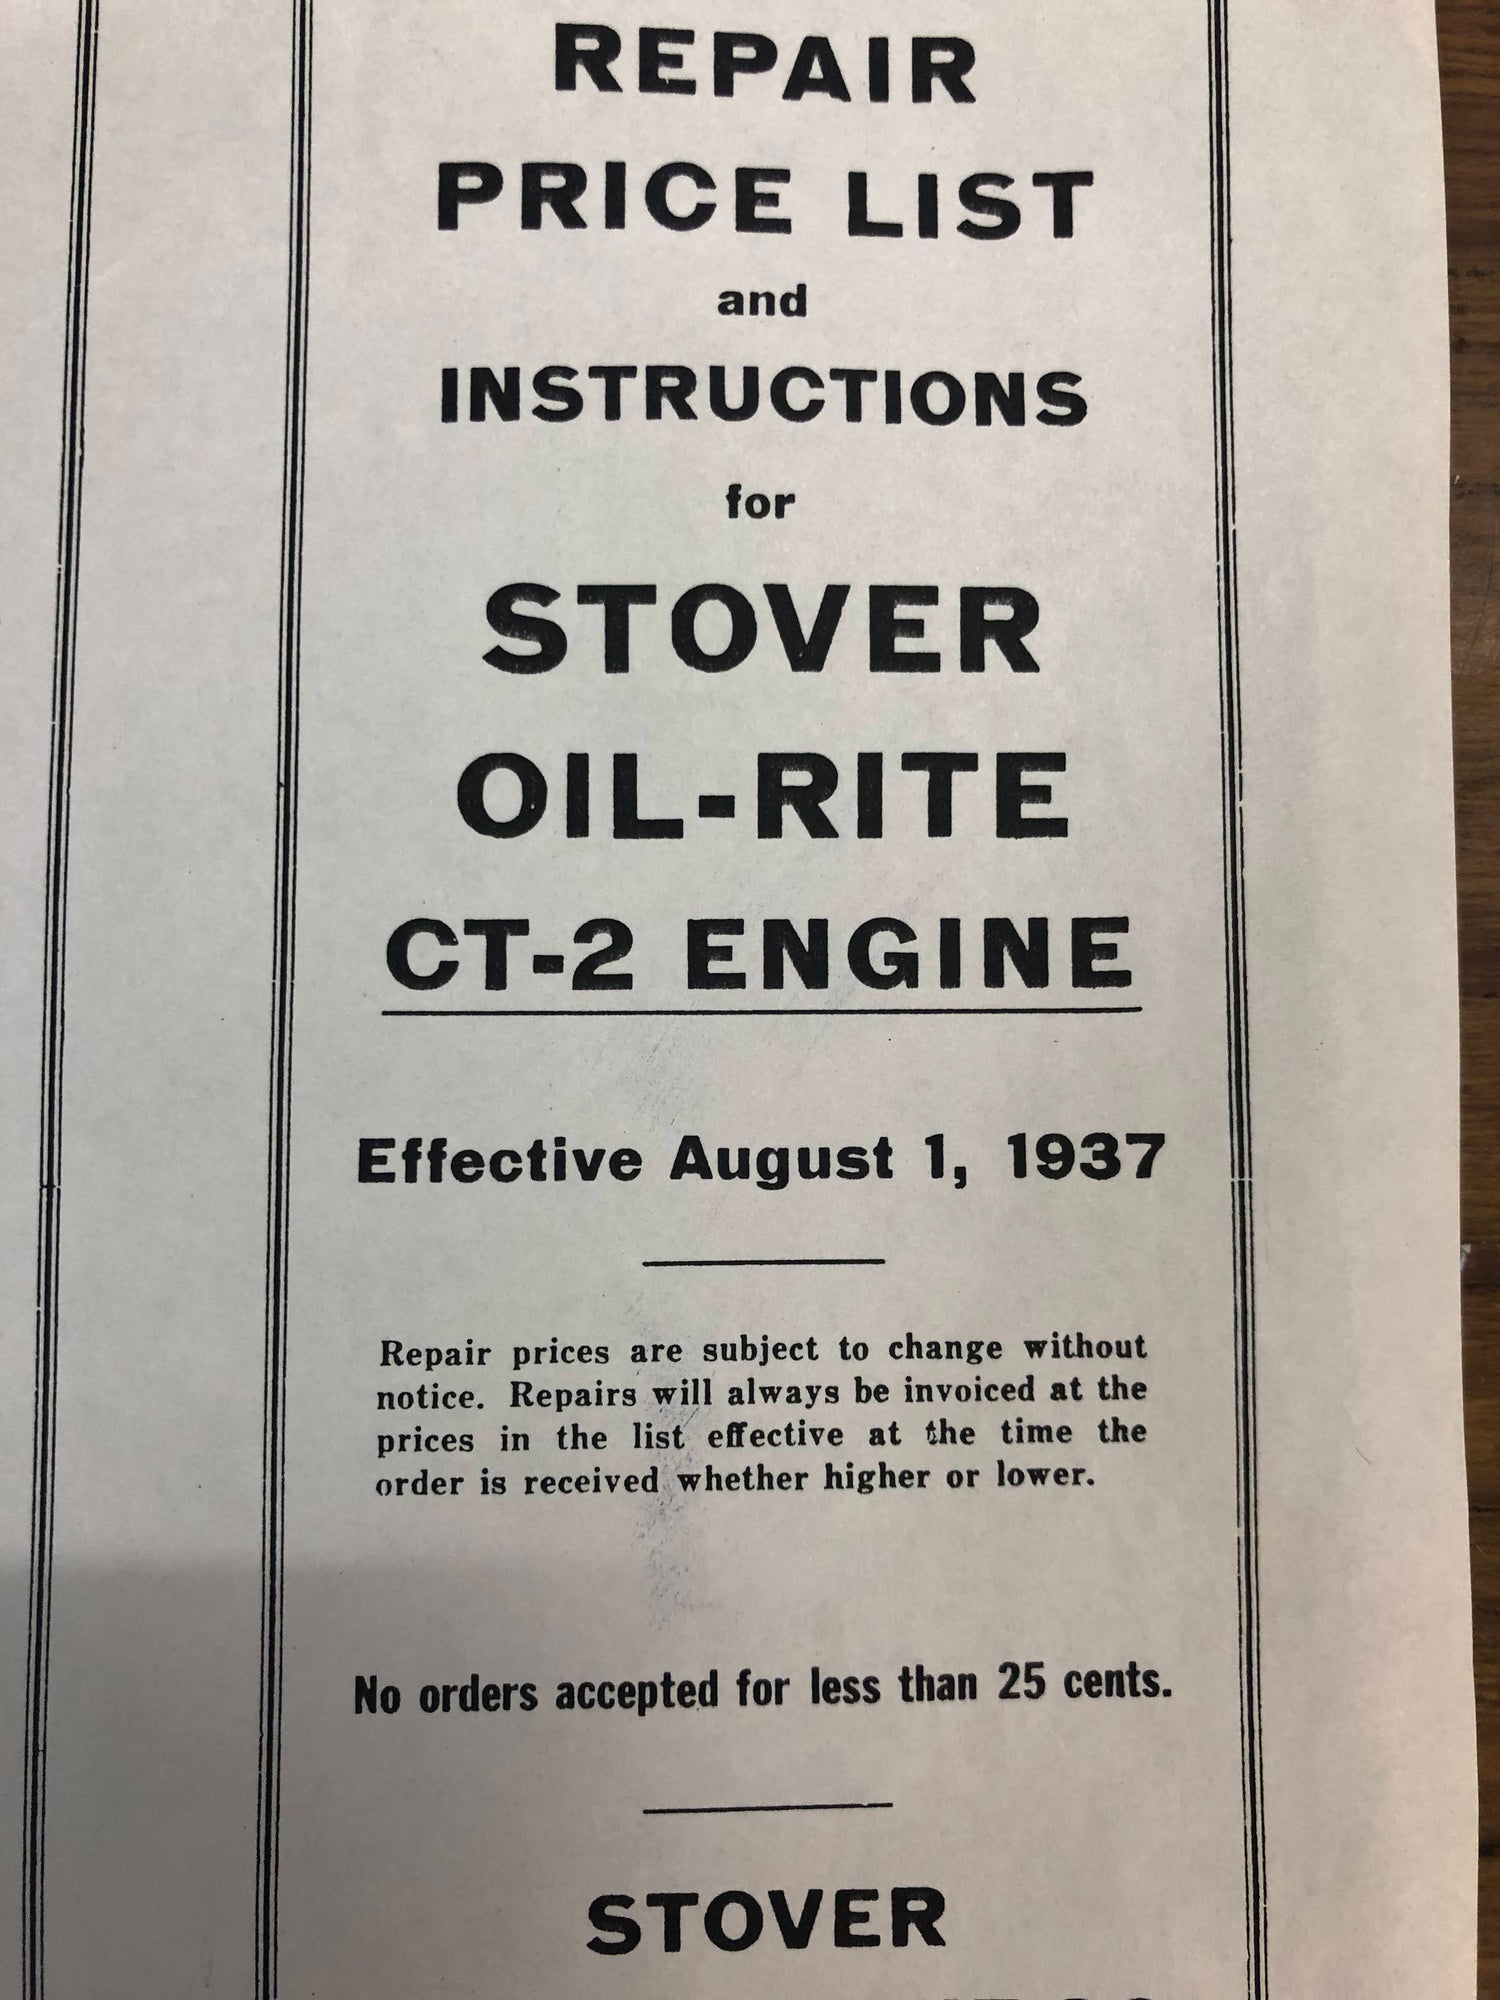 REPAIR
PRICE LIST
and
INSTRUCTIONS
for
STOVER
OIL-RITE
CT-2 ENGINE
Effective August 1, 1937
Repair prices are subject to change without
notice. Repairs will always be invoiced at the
prices in the list effective at the time the
order is received whether higher or lower.
No orders accepted for less than 25 cents.
STOVER